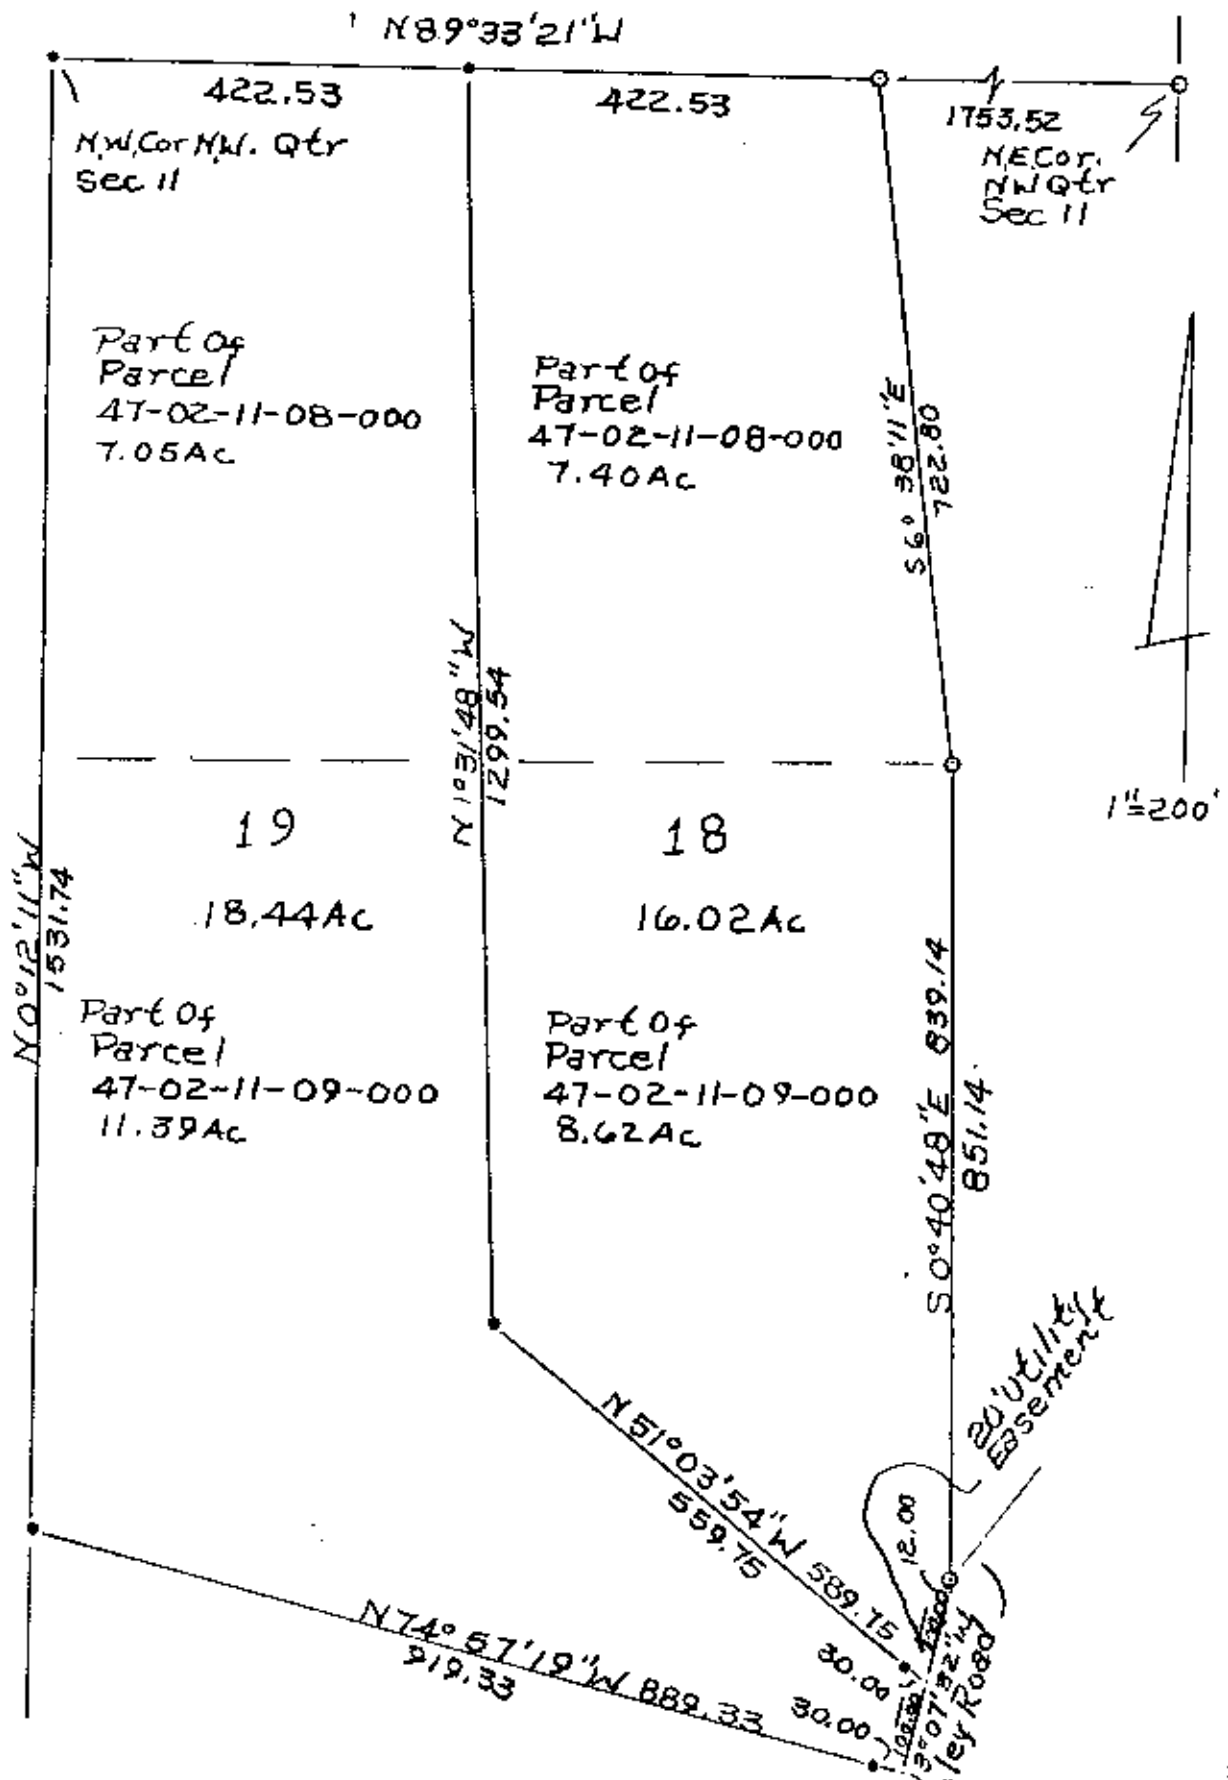 N89°33'21"W
422.53
422.53
1753.52
N.W. Cor N.W. Qtr
Sec 11
N.E. Cor.
NW Qtr
Sec 11
Part Of
Parcel
47-02-11-08-000
7.05Ac
Part Of
Parcel
47-02-11-08-000
7.40Ac
S6° 38'11"E
722.80
N1°31'48"W
1299.54
1"=200'
19
18
18.44Ac
16.02Ac
N0°12'11"W
1531.74
Part Of
Parcel
47-02-11-09-000
11.39Ac
Part Of
Parcel
47-02-11-09-000
8.62Ac
S0°40'48"E 839.14
851.14
20' Utility
Easement
N51°03'54"W 589.75
559.75
12.00
30.00
30.00
N74°57'19"W 889.33
919.33
3°07'32"W
ley Road